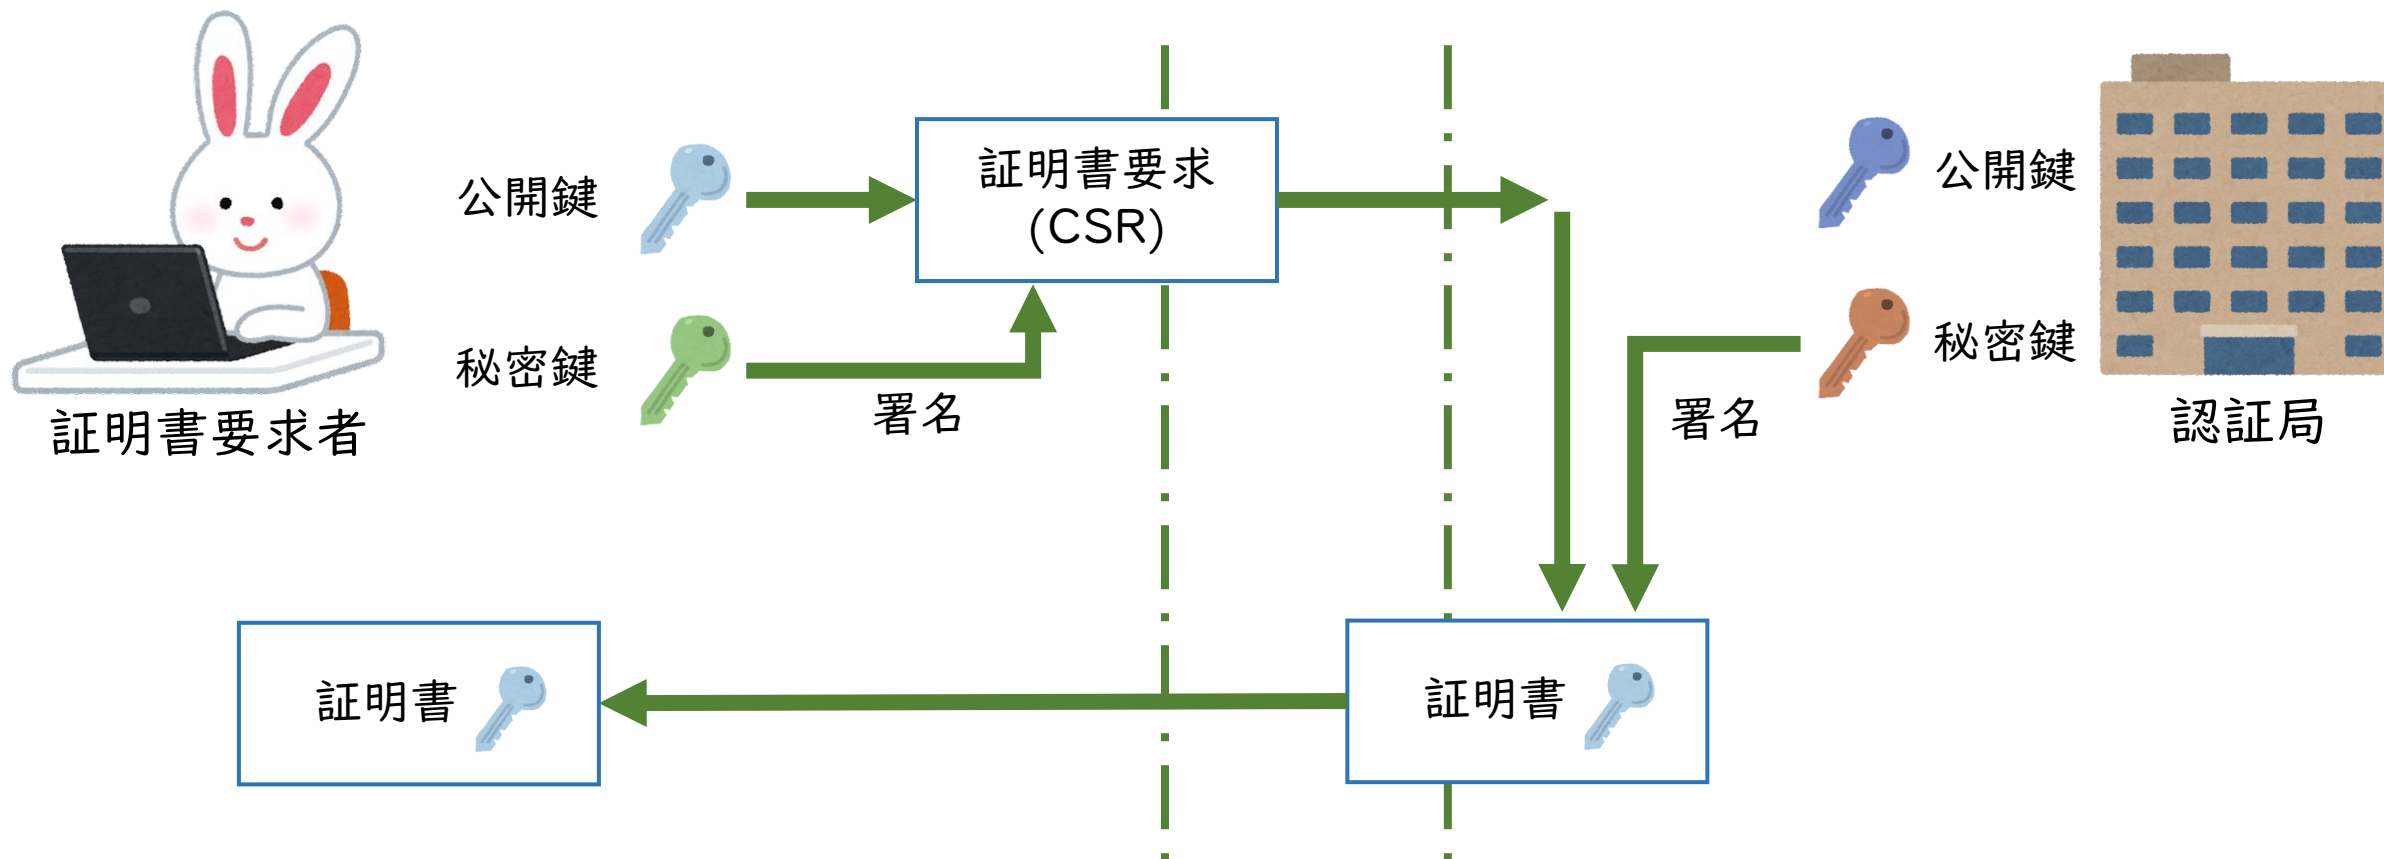 公開鍵
証明書要求
(CSR)
公開鍵
秘密鍵
署名
秘密鍵
署名
証明書要求者
認証局
証明書
証明書